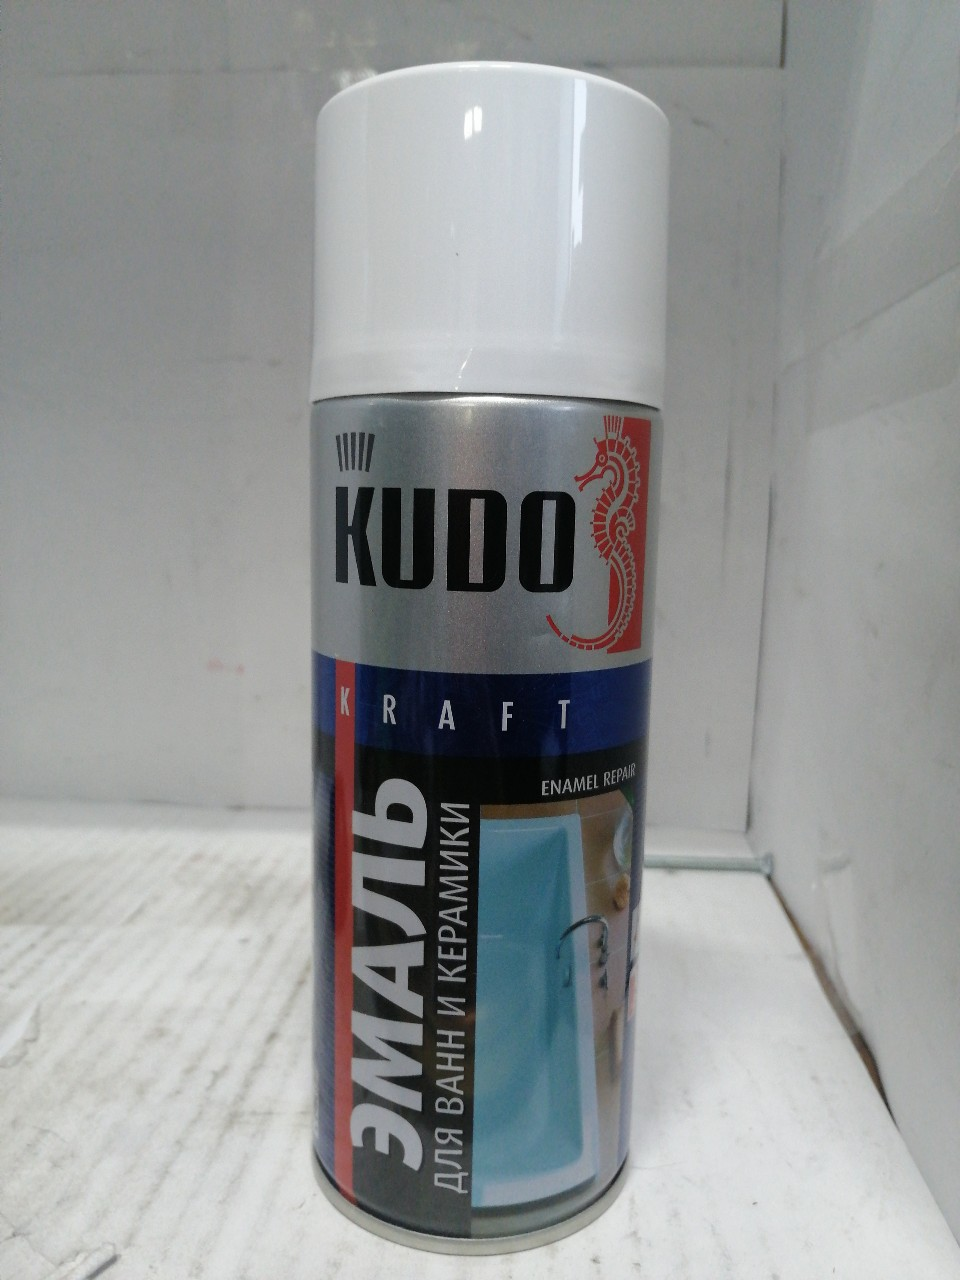 KUDO
KRAFT
ENAMEL REPAIR
ЭМАЛЬ
ДЛЯ ВАНН И КЕРАМИКИ